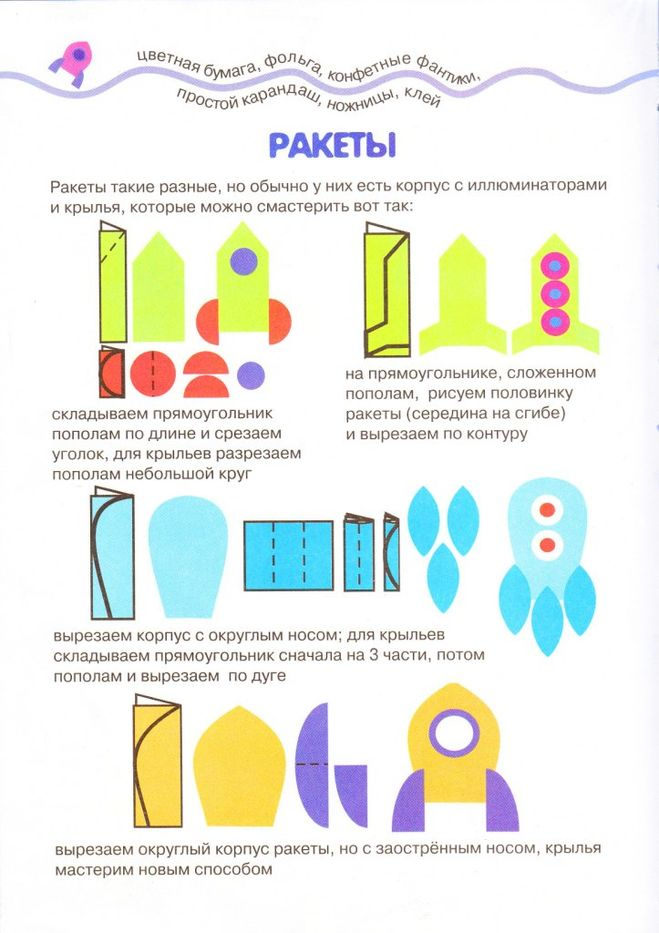 цветная бумага, фольга, конфетные фантики,
простой карандаш, ножницы, клей
РАКЕТЫ
Ракеты такие разные, но обычно у них есть корпус с иллюминаторами
и крылья, которые можно смастерить вот так:
складываем прямоугольник
пополам по длине и срезаем
уголок, для крыльев разрезаем
пополам небольшой круг
на прямоугольнике, сложенном
пополам, рисуем половинку
ракеты (середина на сгибе)
и вырезаем по контуру
вырезаем корпус с округлым носом; для крыльев
складываем прямоугольник сначала на 3 части, потом
пополам и вырезаем по дуге
вырезаем округлый корпус ракеты, но с заострённым носом, крылья
мастерим новым способом